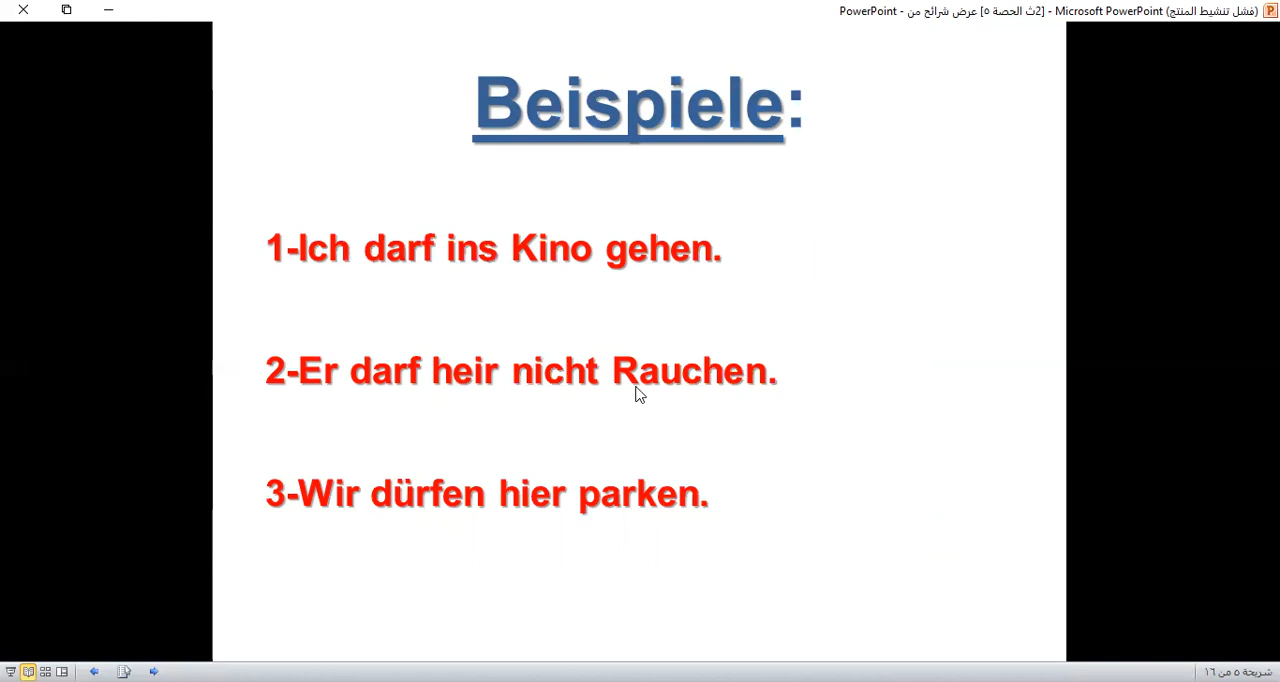 PowerPoint - [2ث الحصة ٥] عرض شرائح من - Microsoft PowerPoint (فشل تنشيط المنتج)
Beispiele:
1-Ich darf ins Kino gehen.
2-Er darf heir nicht Rauchen.
3-Wir dürfen hier parken.
شريحة ٥ من ١٦